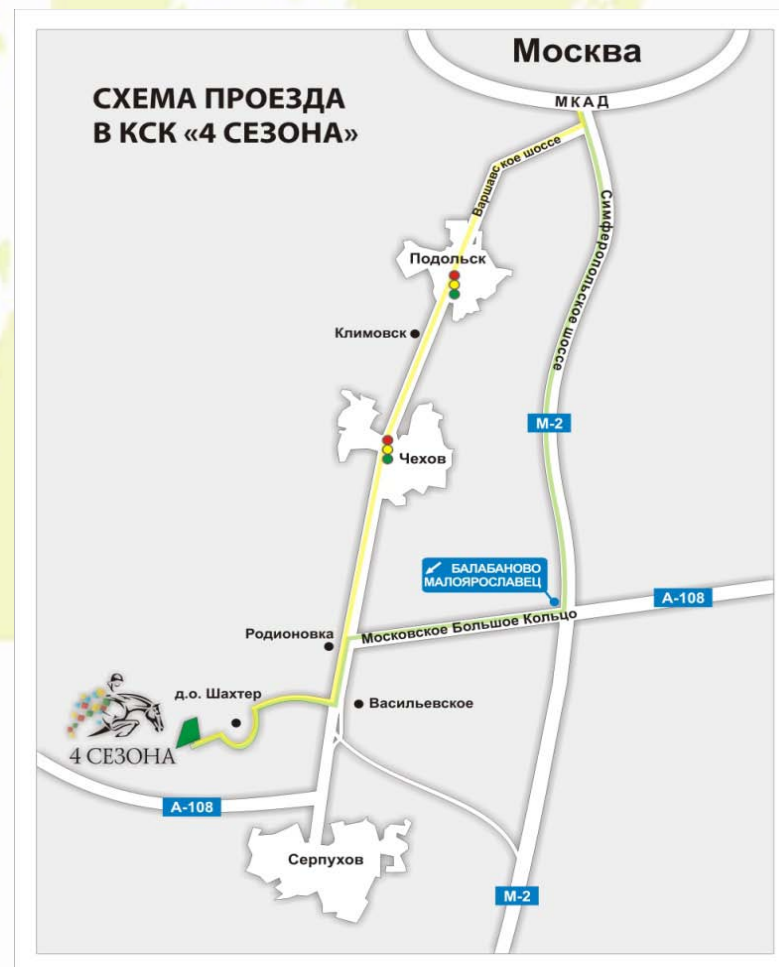 Москва
МКАД
СХЕМА ПРОЕЗДА
В КСК «4 СЕЗОНА»
Варшавское шоссе
Симферопольское шоссе
Подольск
Климовск
М-2
Чехов
БАЛАБАНОВО
МАЛОЯРОСЛАВЕЦ
А-108
Московское Большое Кольцо
Родионовка
д.о. Шахтер
Васильевское
4 СЕЗОНА
А-108
Серпухов
М-2